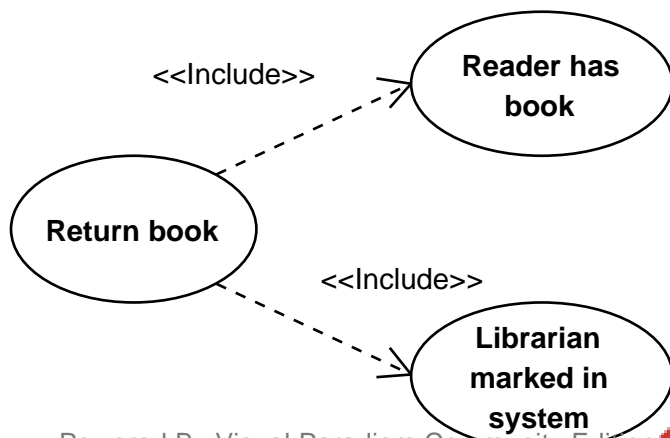 <<Include>>
Reader has
book
Return book
<<Include>>
Librarian
marked in
system